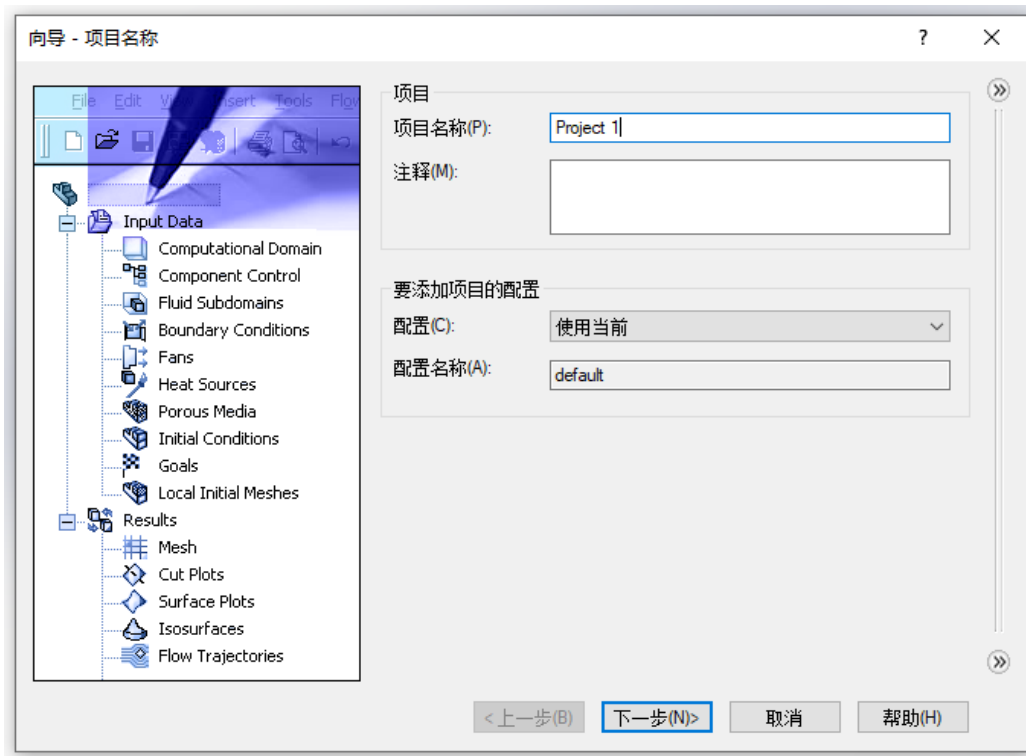 向导 - 项目名称
?
File Edit View Insert Tools Flow
Input Data
Computational Domain
Component Control
Fluid Subdomains
Boundary Conditions
Fans
Heat Sources
Porous Media
Initial Conditions
Goals
Local Initial Meshes
Results
Mesh
Cut Plots
Surface Plots
Isosurfaces
Flow Trajectories
项目
项目名称(P):
Project 1
注释(M):
要添加项目的配置
配置(C):
使用当前
配置名称(A):
default
<上一步(B) 下一步(N)> 取消 帮助(H)